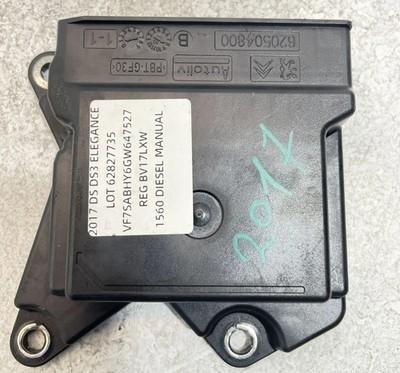 620504800
B
1-1
Autoliv
>PBT-GF30<
2017 DS DS3 ELEGANCE
LOT 62827735
VF7SABHY6GW647527
REG BV17LXW
1560 DIESEL MANUAL
2017